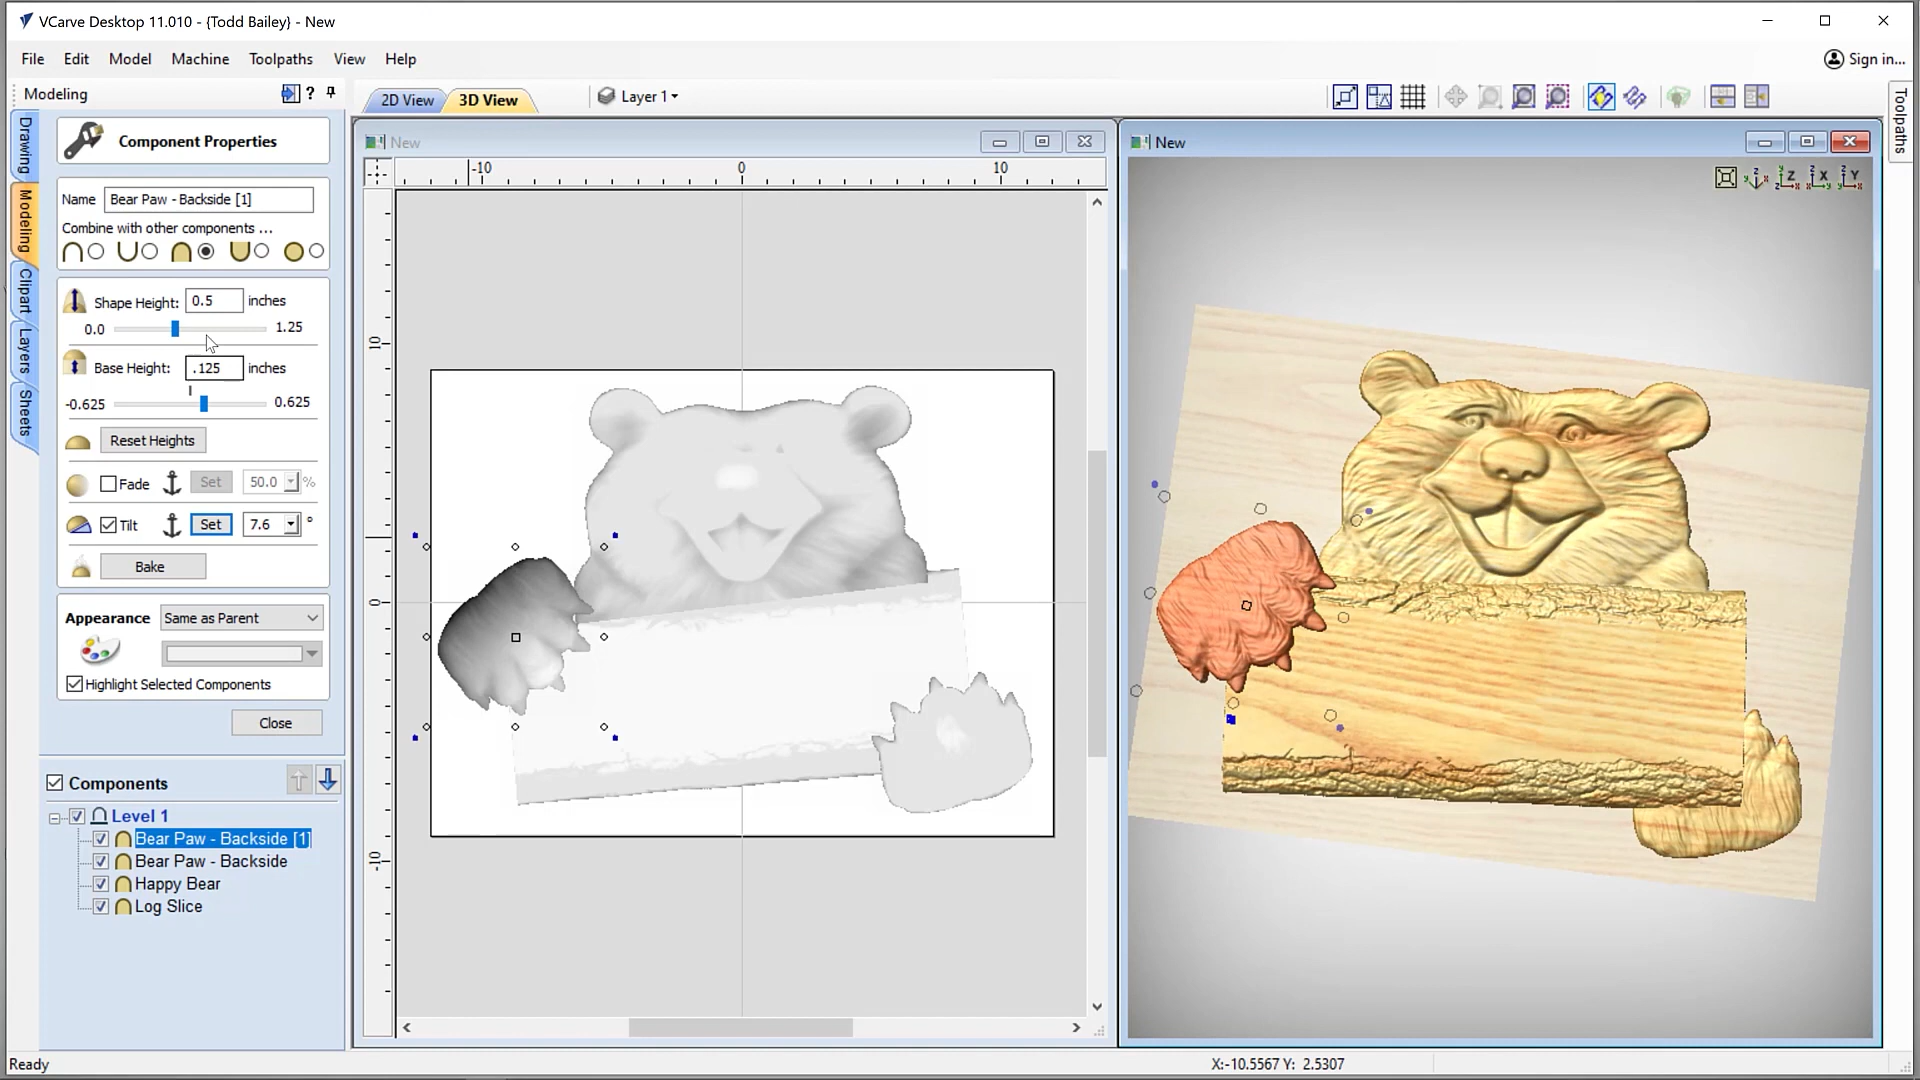 VCarve Desktop 11.010 - {Todd Bailey} - New
File Edit Model Machine Toolpaths View Help
Sign in...
Modeling
?
2D View
3D View
Layer 1
Toolpaths
Drawing
Modeling
Clipart
Layers
Sheets
Component Properties
Name
Bear Paw - Backside [1]
Combine with other components ...
Shape Height: 0.5 inches
0.0 1.25
Base Height: .125 inches
-0.625 0.625
Reset Heights
Fade Set 50.0 %
Tilt Set 7.6 °
Bake
Appearance Same as Parent
Highlight Selected Components
Close
Components
Level 1
Bear Paw - Backside [1]
Bear Paw - Backside
Happy Bear
Log Slice
New
-10 0 10
10
0
-10
New
Z X Y
Ready
X:-10.5567 Y: 2.5307